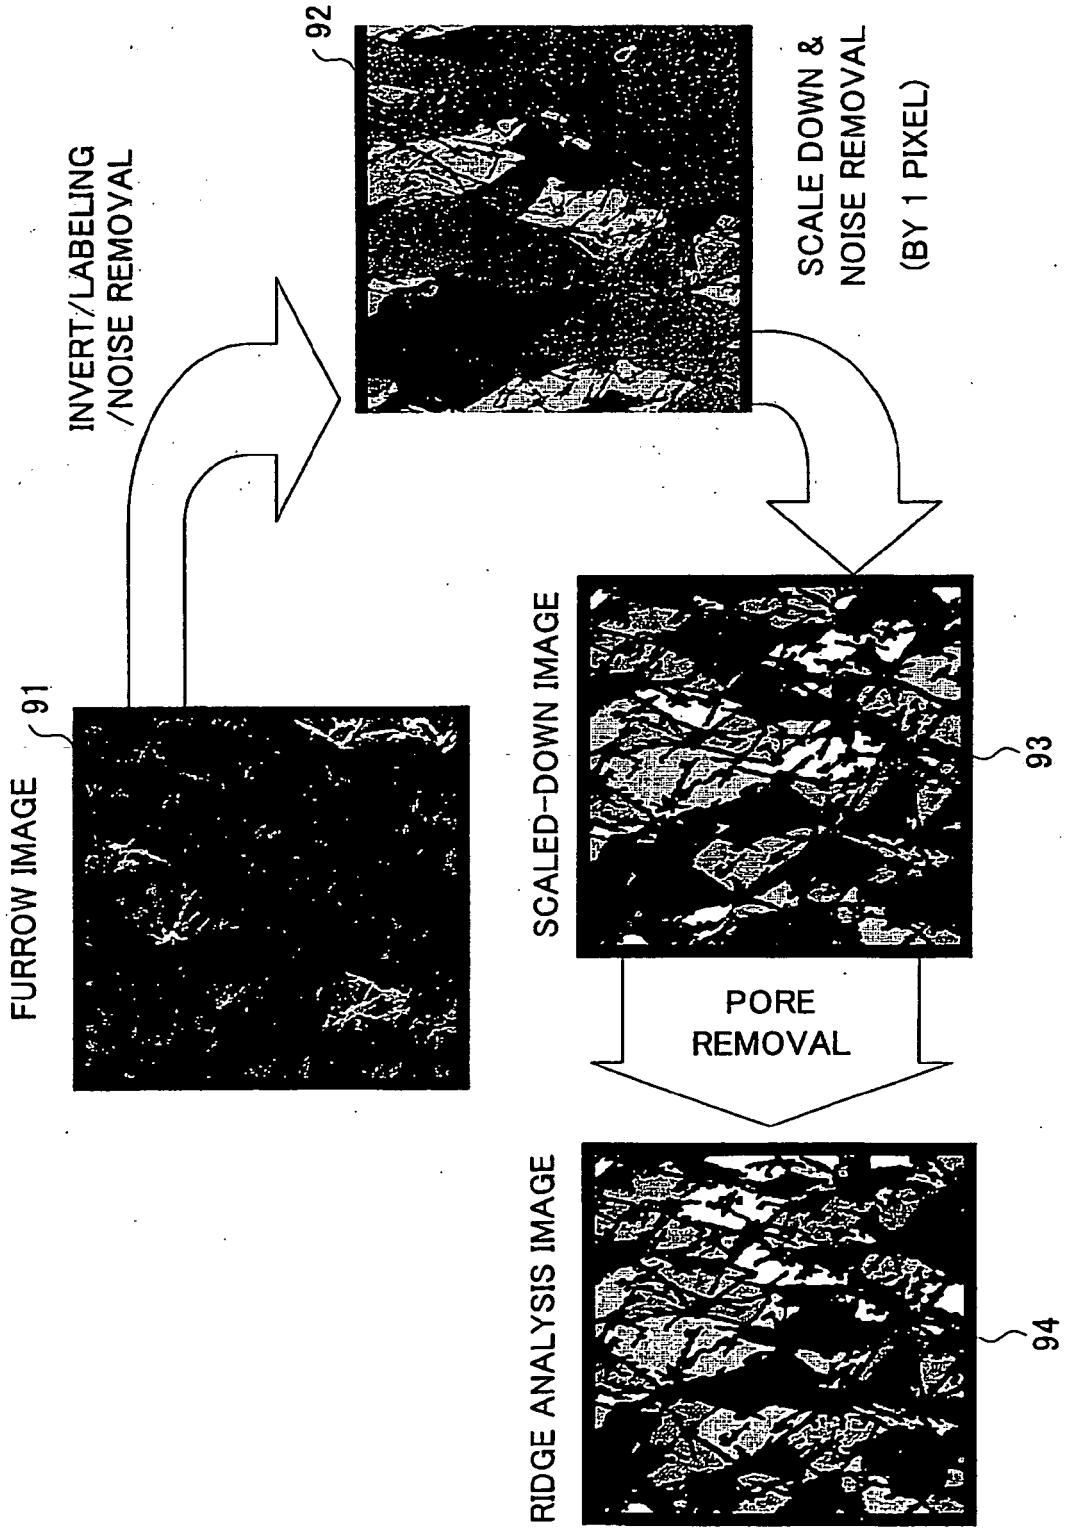 FURROW IMAGE
91
INVERT/LABELING
/NOISE REMOVAL
92
SCALE DOWN &
NOISE REMOVAL
(BY 1 PIXEL)
SCALED-DOWN IMAGE
93
PORE
REMOVAL
RIDGE ANALYSIS IMAGE
94